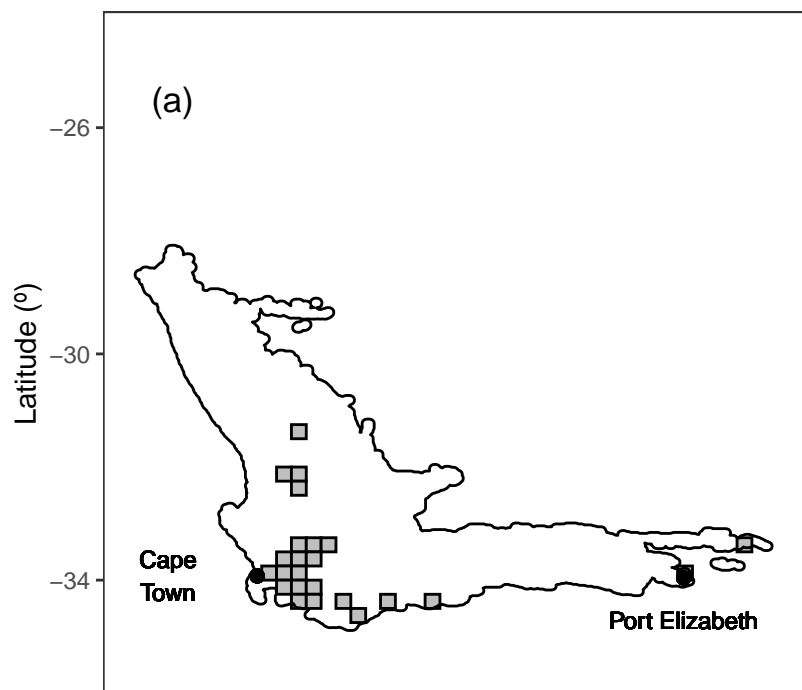 (a)
−26
−30
−34
Latitude (º)
Cape
Town
Port Elizabeth